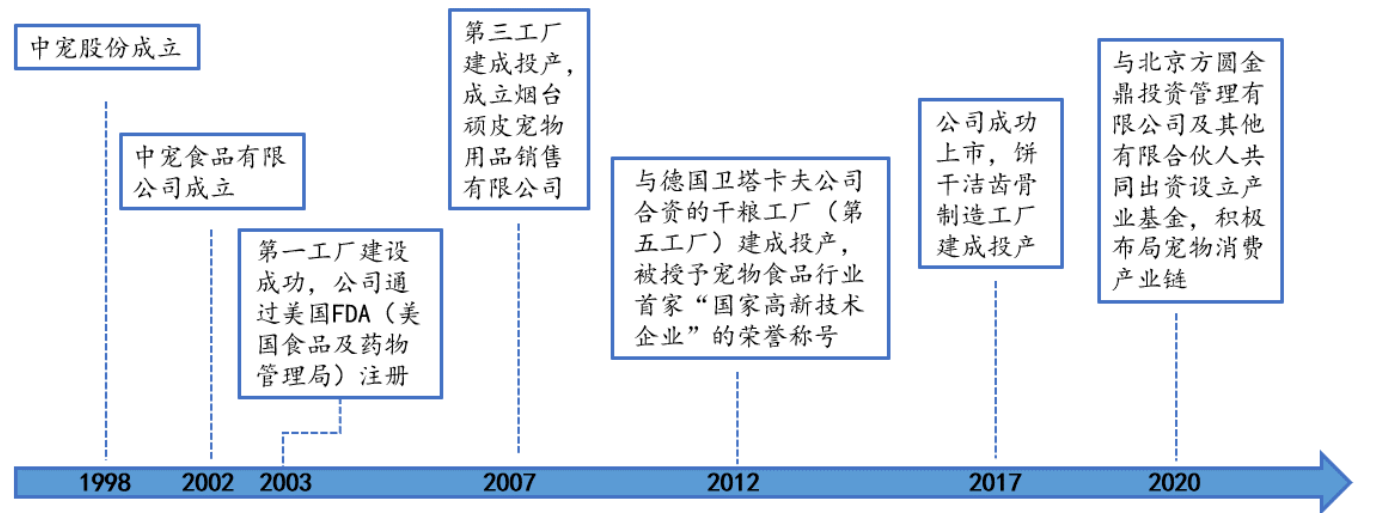 中宠股份成立
中宠食品有限
公司成立
第一工厂建设
成功，公司通
过美国FDA（美
国食品及药物
管理局）注册
第三工厂
建成投产，
成立烟台
顽皮宠物
用品销售
有限公司
与德国卫塔卡夫公司
合资的干粮工厂（第
五工厂）建成投产，
被授予宠物食品行业
首家“国家高新技术
企业”的荣誉称号
公司成功
上市，饼
干洁齿骨
制造工厂
建成投产
与北京方圆金
鼎投资管理有
限公司及其他
有限合伙人共
同出资设立产
业基金，积极
布局宠物消费
产业链
1998 2002 2003 2007 2012 2017 2020